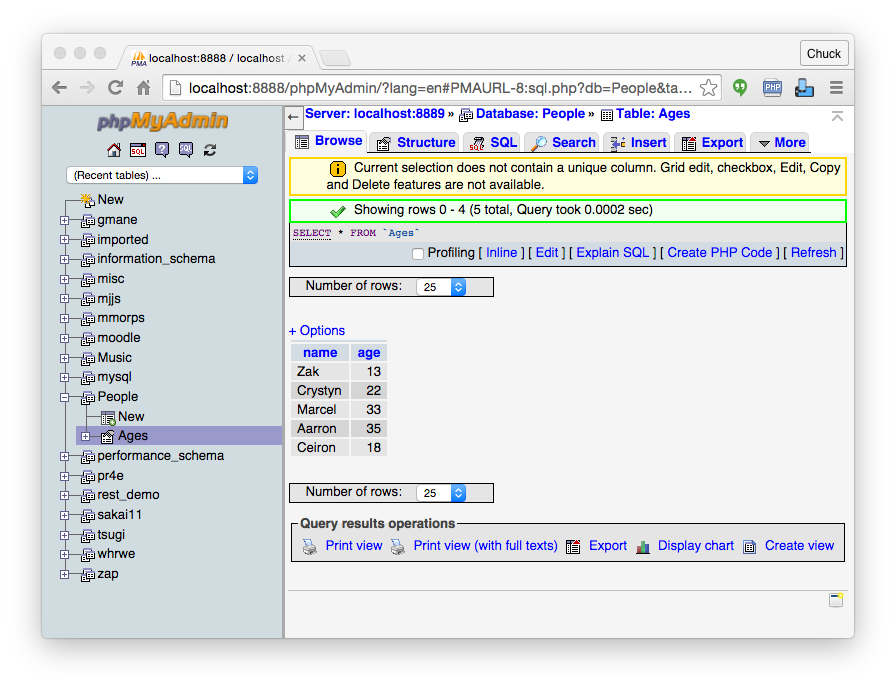 localhost:8888 / localhost
Chuck
localhost:8888/phpMyAdmin/?lang=en#PMAURL-8:sql.php?db=People&ta...
PHP
phpMyAdmin
SQL
(Recent tables) ...
New
gmane
imported
information_schema
misc
mjjs
mmorps
moodle
Music
mysql
People
New
Ages
performance_schema
pr4e
rest_demo
sakai11
tsugi
whrwe
zap
Server: localhost:8889 » Database: People » Table: Ages
Browse Structure SQL Search Insert Export More
Current selection does not contain a unique column. Grid edit, checkbox, Edit, Copy
and Delete features are not available.
Showing rows 0 - 4 (5 total, Query took 0.0002 sec)
SELECT * FROM `Ages`
Profiling [ Inline ] [ Edit ] [ Explain SQL ] [ Create PHP Code ] [ Refresh ]
Number of rows: 25
+ Options
name age
Zak 13
Crystyn 22
Marcel 33
Aarron 35
Ceiron 18
Number of rows: 25
Query results operations
Print view Print view (with full texts) Export Display chart Create view